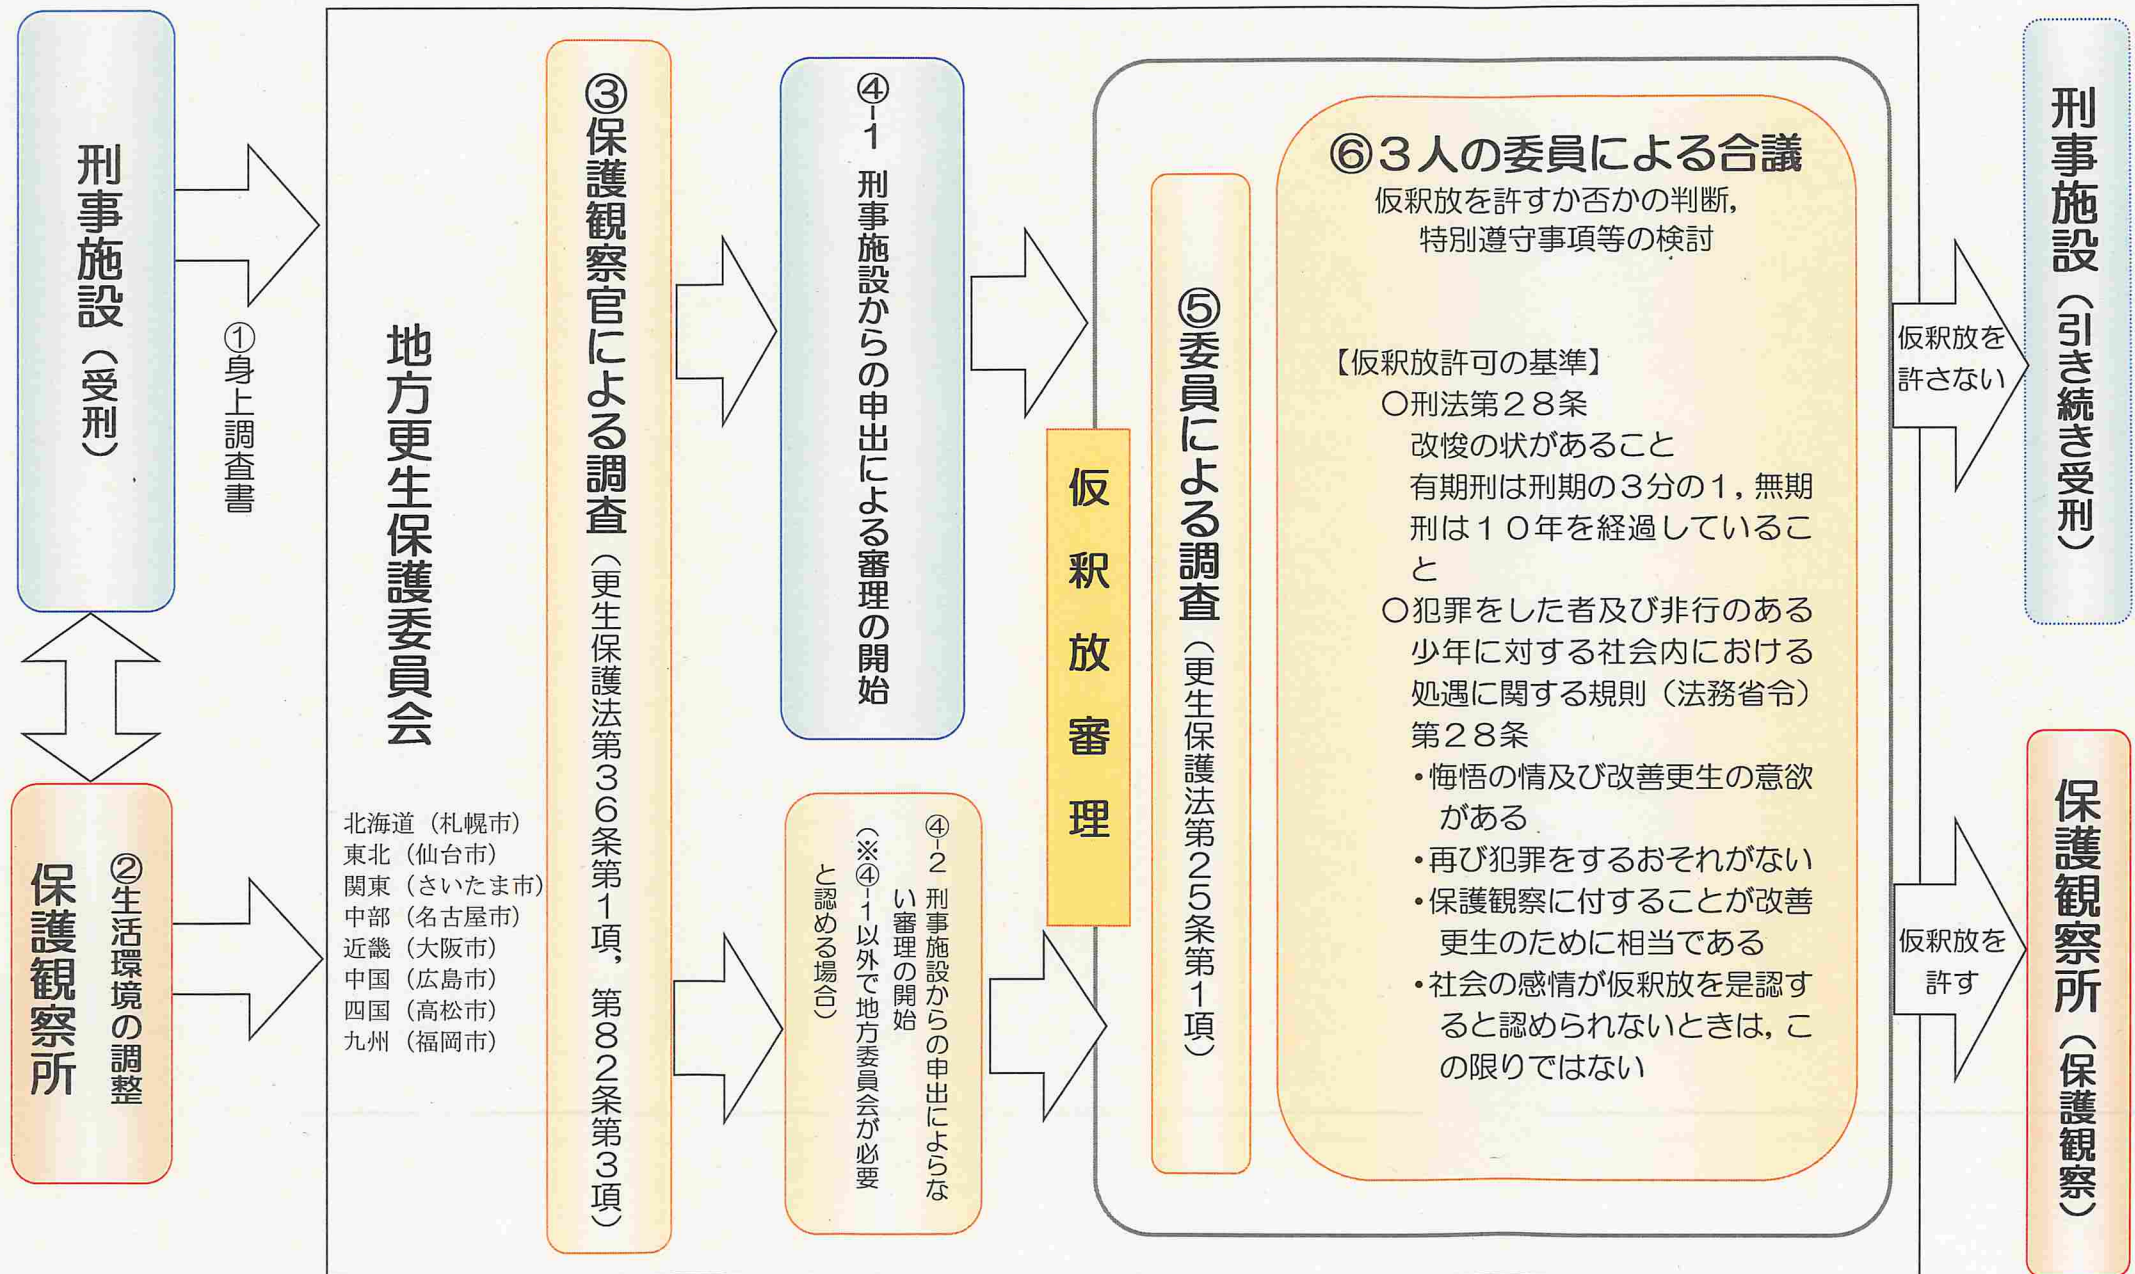 刑事施設（受刑）
①身上調査書
保護観察所
②生活環境の調整
地方更生保護委員会
北海道（札幌市）
東北（仙台市）
関東（さいたま市）
中部（名古屋市）
近畿（大阪市）
中国（広島市）
四国（高松市）
九州（福岡市）
③保護観察官による調査（更生保護法第３６条第１項，第８２条第３項）
④-1 刑事施設からの申出による審理の開始
④-2 刑事施設からの申出によらな
い審理の開始
（※④-1以外で地方委員会が必要
と認める場合）
仮釈放審理
⑤委員による調査（更生保護法第２５条第１項）
⑥３人の委員による合議
仮釈放を許すか否かの判断，
特別遵守事項等の検討
【仮釈放許可の基準】
○刑法第２８条
改悛の状があること
有期刑は刑期の３分の１，無期
刑は１０年を経過しているこ
と
○犯罪をした者及び非行のある
少年に対する社会内における
処遇に関する規則（法務省令）
第２８条
・悔悟の情及び改善更生の意欲
がある
・再び犯罪をするおそれがない
・保護観察に付することが改善
更生のために相当である
・社会の感情が仮釈放を是認す
ると認められないときは，こ
の限りではない
仮釈放を
許さない
刑事施設（引き続き受刑）
仮釈放を
許す
保護観察所（保護観察）